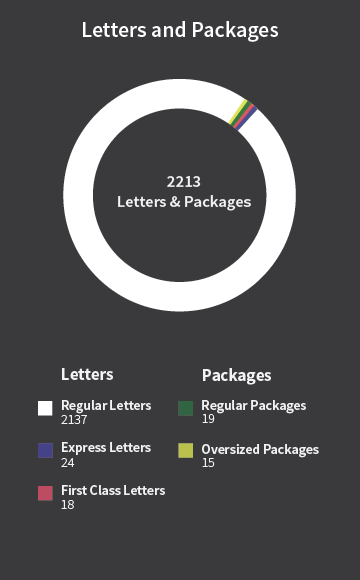 Letters and Packages
2213
Letters & Packages
Letters
Regular Letters
2137
Express Letters
24
First Class Letters
18
Packages
Regular Packages
19
Oversized Packages
15